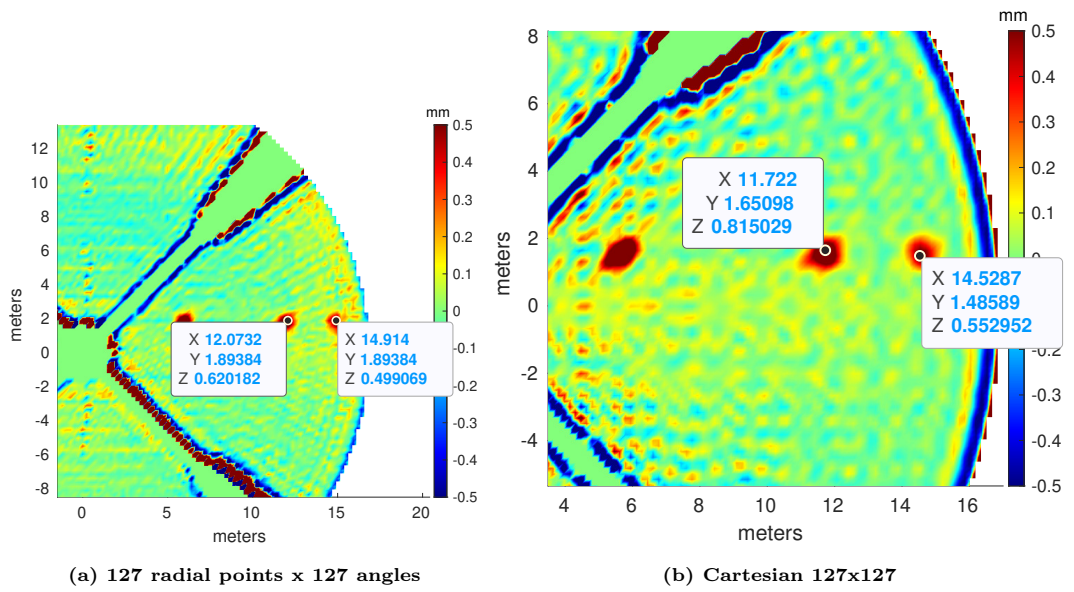 mm
0.5
0.4
0.3
0.2
0.1
0
-0.1
-0.2
-0.3
-0.4
-0.5
12
10
8
6
4
2
0
-2
-4
-6
-8
meters
X 12.0732
Y 1.89384
Z 0.620182
X 14.914
Y 1.89384
Z 0.499069
0 5 10 15 20
meters
(a) 127 radial points x 127 angles
mm
0.5
0.4
0.3
0.2
0.1
-0.2
-0.3
-0.4
-0.5
8
6
4
2
0
-2
-4
meters
X 11.722
Y 1.65098
Z 0.815029
X 14.5287
Y 1.48589
Z 0.552952
4 6 8 10 12 14 16
meters
(b) Cartesian 127x127